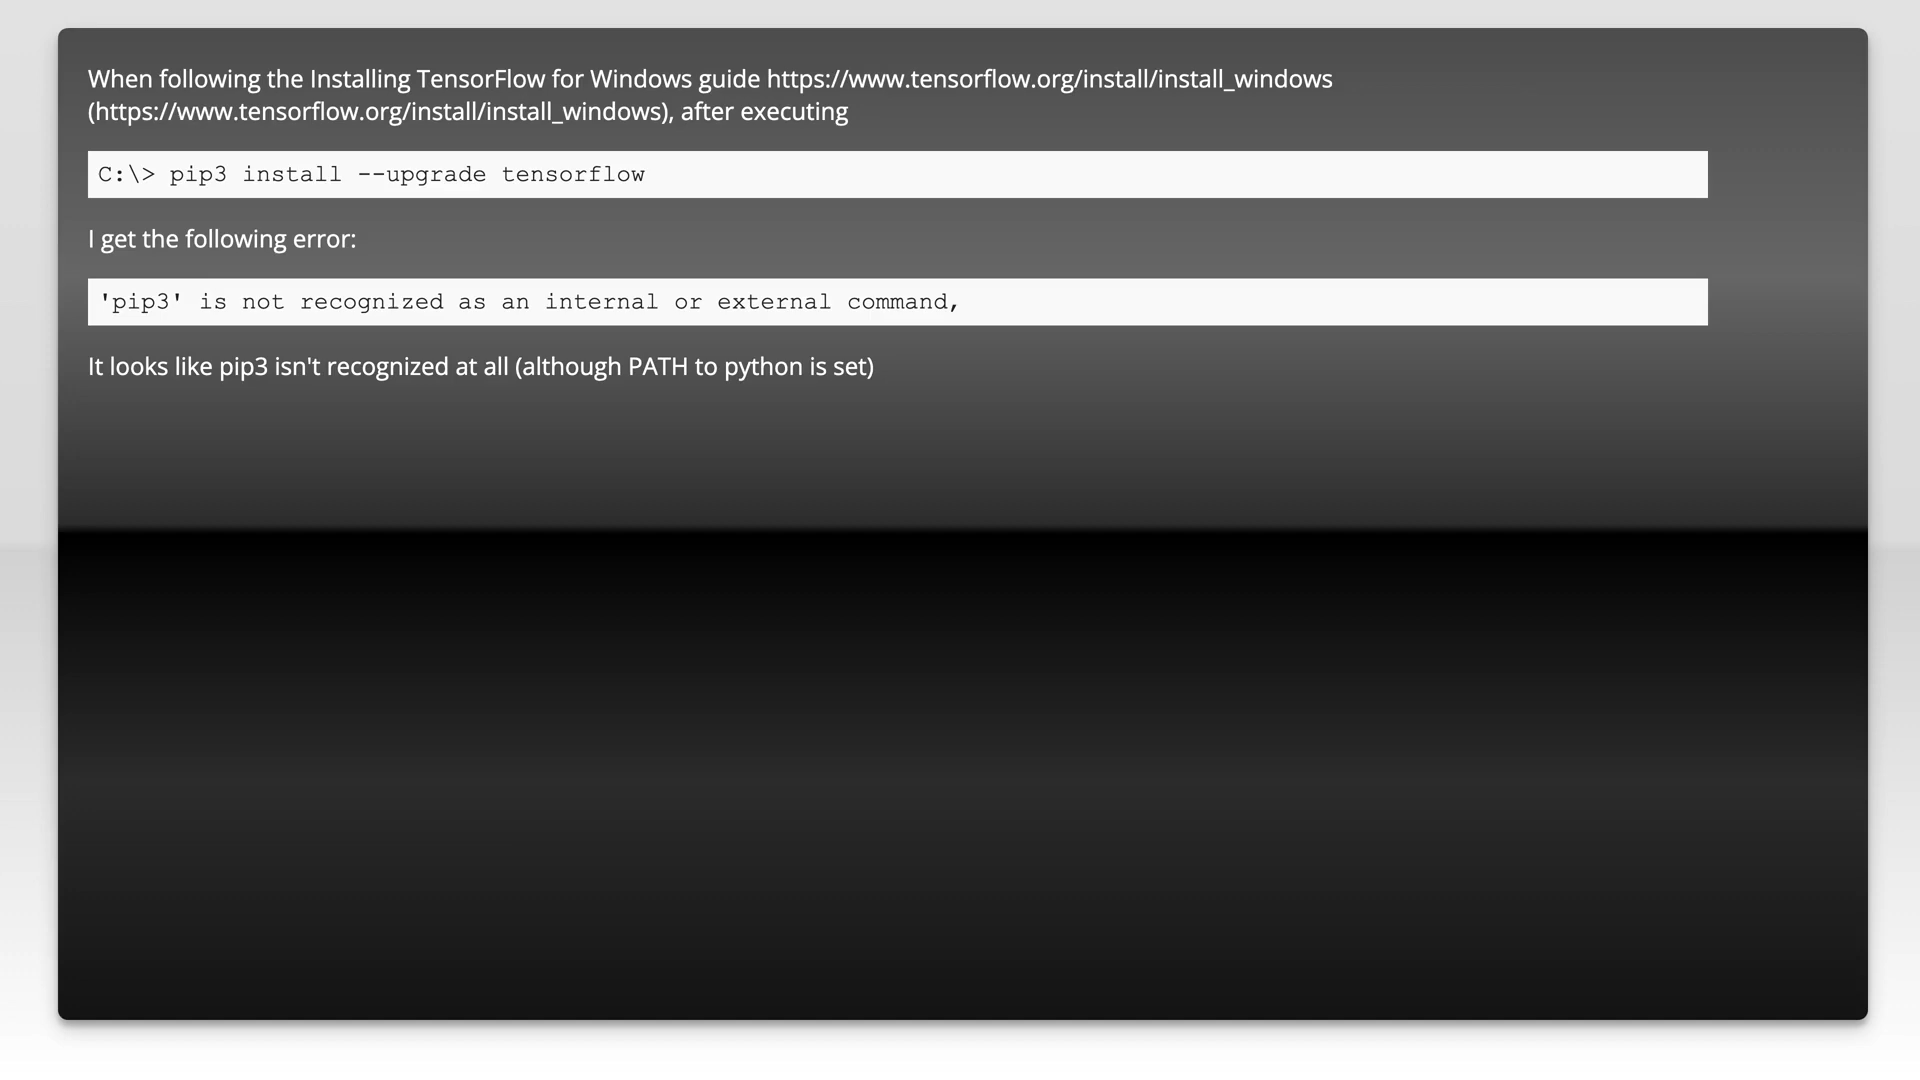 When following the Installing TensorFlow for Windows guide https://www.tensorflow.org/install/install_windows
(https://www.tensorflow.org/install/install_windows), after executing
C:\> pip3 install --upgrade tensorflow
I get the following error:
'pip3' is not recognized as an internal or external command,
It looks like pip3 isn't recognized at all (although PATH to python is set)